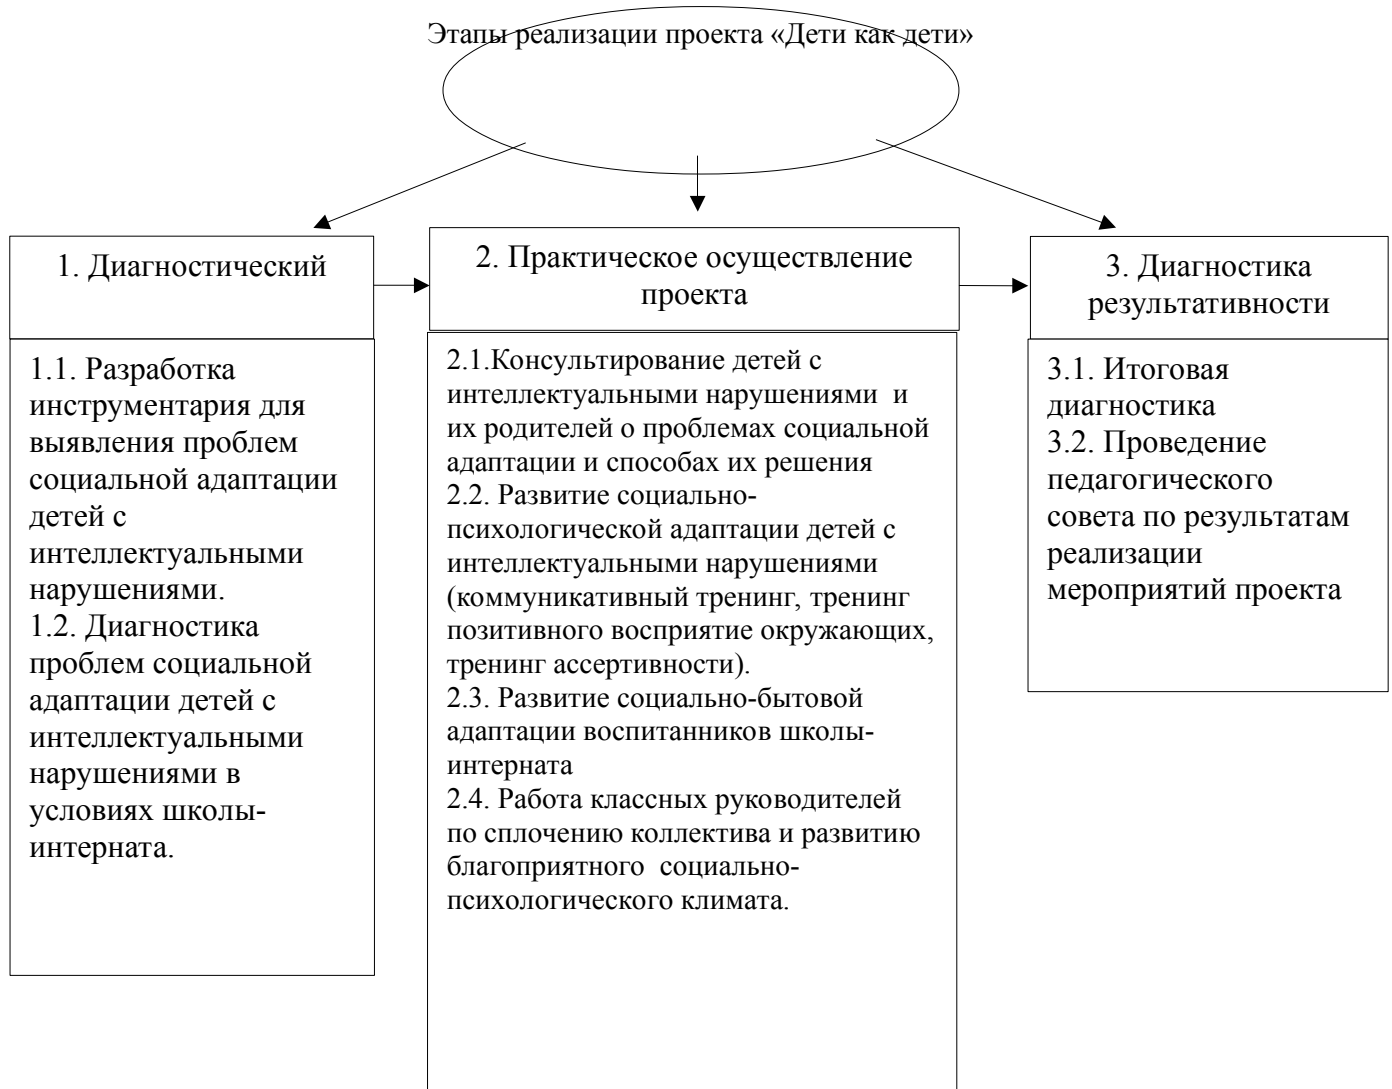 Этапы реализации проекта «Дети как дети»
1. Диагностический
1.1. Разработка
инструментария для
выявления проблем
социальной адаптации
детей с
интеллектуальными
нарушениями.
1.2. Диагностика
проблем социальной
адаптации детей с
интеллектуальными
нарушениями в
условиях школы-
интерната.
2. Практическое осуществление
проекта
2.1.Консультирование детей с
интеллектуальными нарушениями и
их родителей о проблемах социальной
адаптации и способах их решения
2.2. Развитие социально-
психологической адаптации детей с
интеллектуальными нарушениями
(коммуникативный тренинг, тренинг
позитивного восприятие окружающих,
тренинг ассертивности).
2.3. Развитие социально-бытовой
адаптации воспитанников школы-
интерната
2.4. Работа классных руководителей
по сплочению коллектива и развитию
благоприятного социально-
психологического климата.
3. Диагностика
результативности
3.1. Итоговая
диагностика
3.2. Проведение
педагогического
совета по результатам
реализации
мероприятий проекта